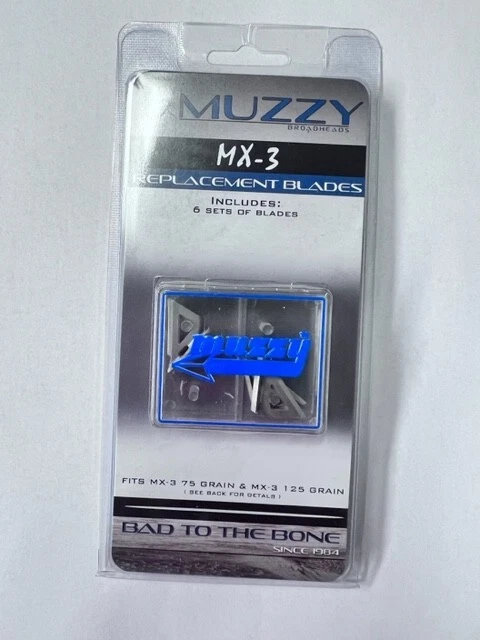 MUZZY
BROADHEADS
MX-3
REPLACEMENT BLADES
INCLUDES:
6 SETS OF BLADES
muzzy
FITS MX-3 75 GRAIN & MX-3 125 GRAIN
( SEE BACK FOR DETAILS )
BAD TO THE BONE
SINCE 1984